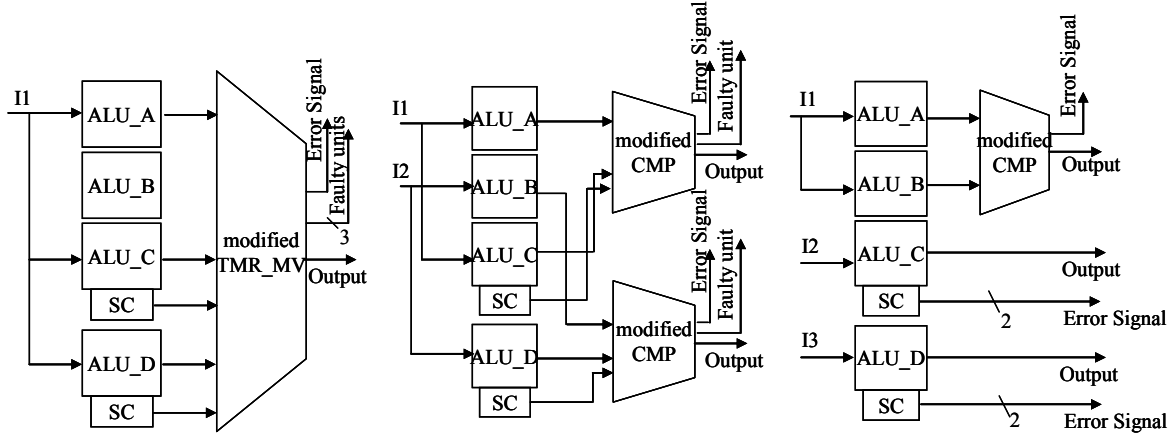 I1
ALU_A
ALU_B
ALU_C
SC
ALU_D
SC
modified
TMR_MV
Error Signal
Faulty units
3
Output
I1
I2
ALU_A
ALU_B
ALU_C
SC
ALU_D
SC
modified
CMP
Error Signal
Faulty unit
Output
modified
CMP
Error Signal
Faulty unit
Output
I1
ALU_A
ALU_B
modified
CMP
Error Signal
Output
I2
ALU_C
Output
SC
2
Error Signal
I3
ALU_D
Output
SC
2
Error Signal